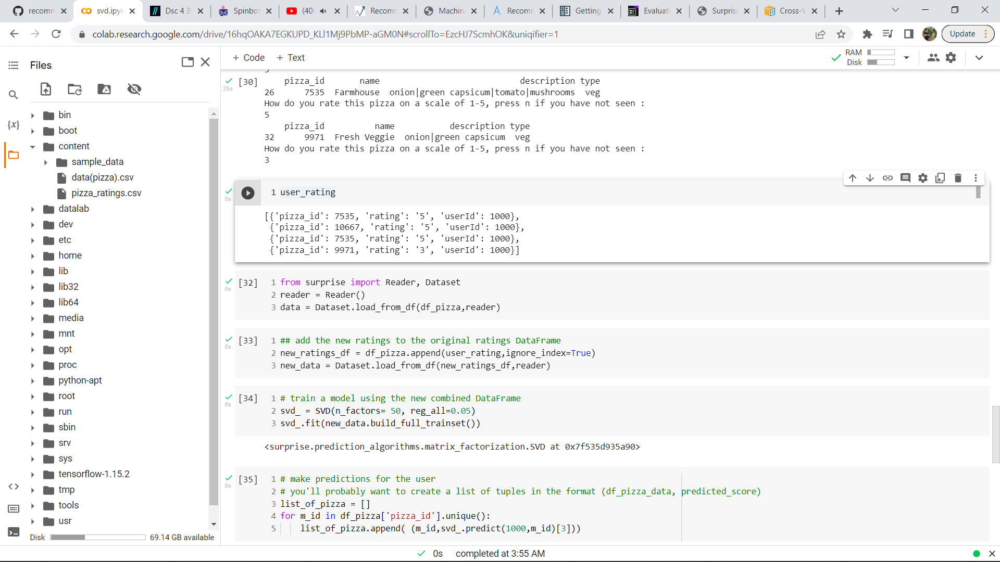 recomm
svd.ipyn
Dsc 4 3
Spinbot
(40
Recomm
Machin
Recomm
Getting
Evaluati
Surprise
Cross-V
colab.research.google.com/drive/16hqOAKA7EGKUPD_KLl1Mj9PbMP-aGM0N#scrollTo=EzcHJ7ScmhOK&uniqifier=1
Update
Files
+ Code + Text
RAM
Disk
{x}
bin
boot
content
sample_data
data(pizza).csv
pizza_ratings.csv
datalab
dev
etc
home
lib
lib32
lib64
media
mnt
opt
proc
python-apt
root
run
sbin
srv
sys
tensorflow-1.15.2
tmp
tools
usr
Disk 69.14 GB available
[30] pizza_id name description type
25s
26 7535 Farmhouse onion|green capsicum|tomato|mushrooms veg
How do you rate this pizza on a scale of 1-5, press n if you have not seen :
5
pizza_id name description type
32 9971 Fresh Veggie onion|green capsicum veg
How do you rate this pizza on a scale of 1-5, press n if you have not seen :
3
0s
1 user_rating
[{'pizza_id': 7535, 'rating': '5', 'userId': 1000},
{'pizza_id': 10667, 'rating': '5', 'userId': 1000},
{'pizza_id': 7535, 'rating': '5', 'userId': 1000},
{'pizza_id': 9971, 'rating': '3', 'userId': 1000}]
[32] 1 from surprise import Reader, Dataset
0s
2 reader = Reader()
3 data = Dataset.load_from_df(df_pizza,reader)
[33] 1 ## add the new ratings to the original ratings DataFrame
0s
2 new_ratings_df = df_pizza.append(user_rating,ignore_index=True)
3 new_data = Dataset.load_from_df(new_ratings_df,reader)
[34] 1 # train a model using the new combined DataFrame
0s
2 svd_ = SVD(n_factors= 50, reg_all=0.05)
3 svd_.fit(new_data.build_full_trainset())
<surprise.prediction_algorithms.matrix_factorization.SVD at 0x7f535d935a90>
[35] 1 # make predictions for the user
0s
2 # you'll probably want to create a list of tuples in the format (df_pizza_data, predicted_score)
3 list_of_pizza = []
4 for m_id in df_pizza['pizza_id'].unique():
5 list_of_pizza.append( (m_id,svd_.predict(1000,m_id)[3]))
0s completed at 3:55 AM